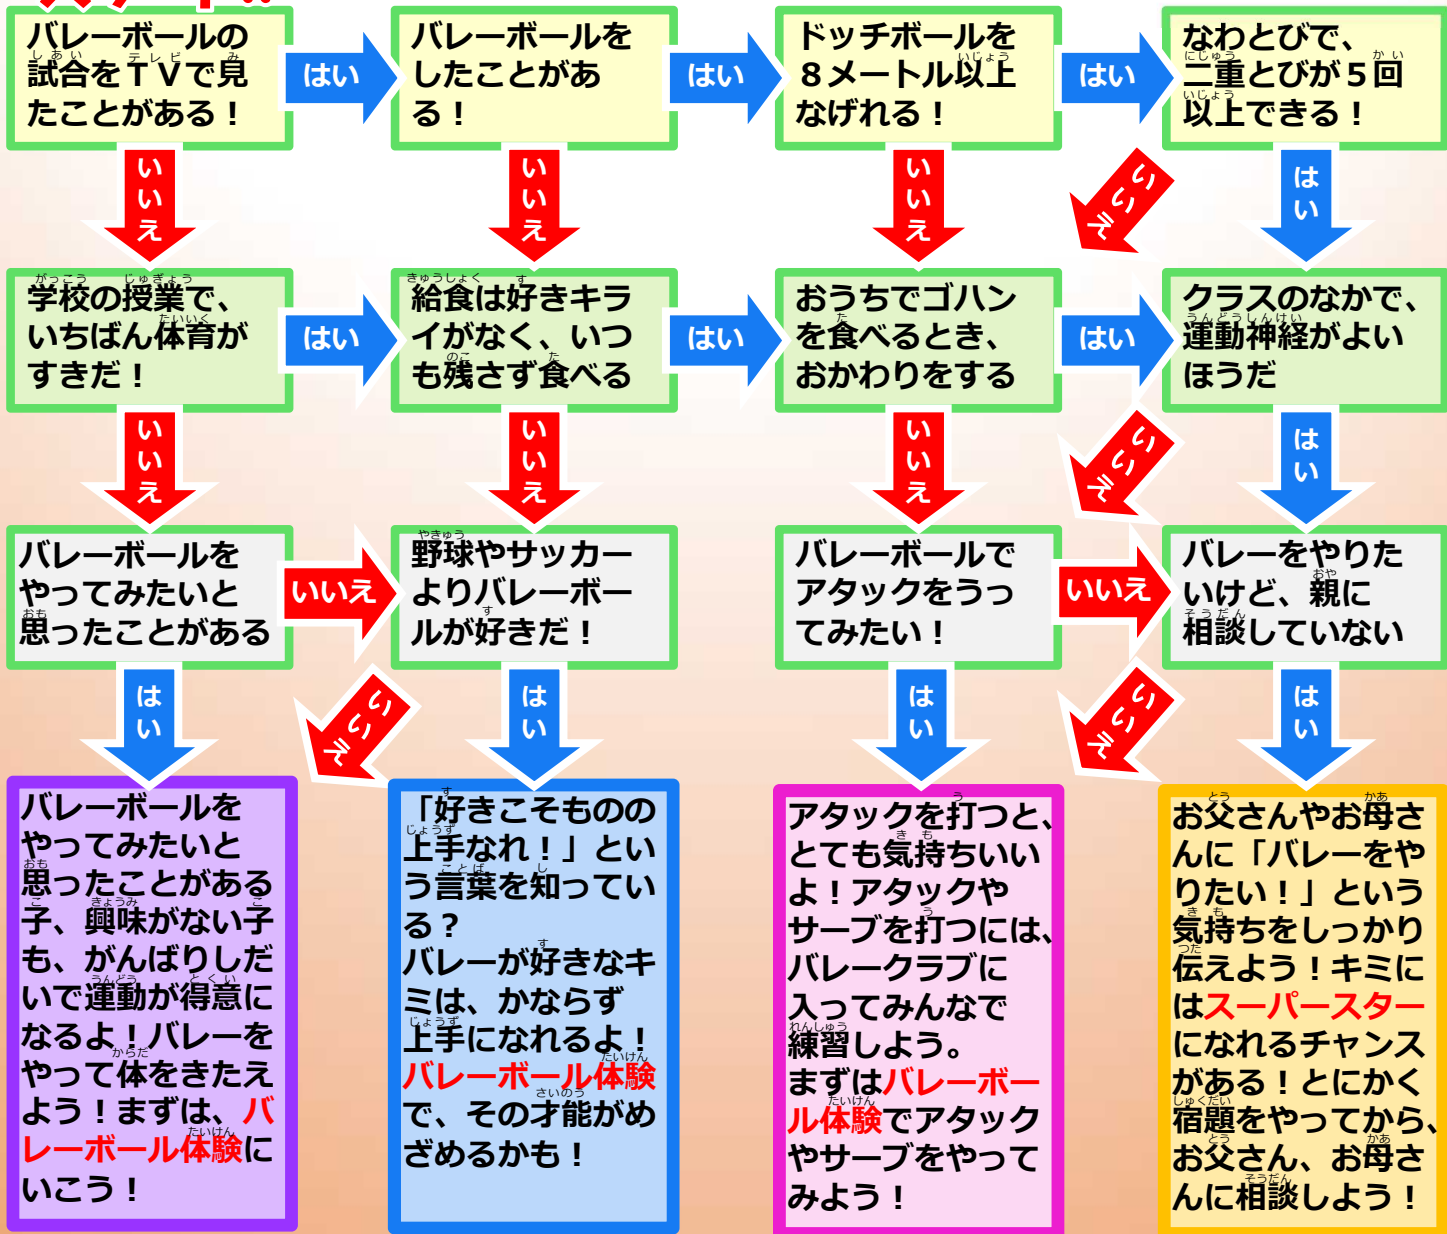 バレーボールの
試合をTVで見
たことがある！
はい
バレーボールを
したことがあ
る！
はい
ドッチボールを
８メートル以上
なげれる！
はい
なわとびで、
二重とびが５回
以上できる！
いいえ
いいえ
いいえ
いいえ
はい
学校の授業で、
いちばん体育が
すきだ！
はい
給食は好きキラ
イがなく、いつ
も残さず食べる
はい
おうちでゴハン
を食べるとき、
おかわりをする
はい
クラスのなかで、
運動神経がよい
ほうだ
いいえ
いいえ
いいえ
いいえ
はい
バレーボールを
やってみたいと
思ったことがある
いいえ
野球やサッカー
よりバレーボー
ルが好きだ！
バレーボールで
アタックをうっ
てみたい！
いいえ
バレーをやりた
いけど、親に
相談していない
はい
いいえ
はい
はい
いいえ
はい
バレーボールを
やってみたいと
思ったことがある
子、興味がない子
も、がんばりしだ
いで運動が得意に
なるよ！バレーを
やって体をきたえ
よう！まずは、バ
レーボール体験に
いこう！
「好きこそものの
上手なれ！」とい
う言葉を知ってい
る？
バレーが好きなキ
ミは、かならず
上手になれるよ！
バレーボール体験
で、その才能がめ
ざめるかも！
アタックを打つと、
とても気持ちいい
よ！アタックや
サーブを打つには、
バレークラブに
入ってみんなで
練習しよう。
まずはバレーボー
ル体験でアタック
やサーブをやって
みよう！
お父さんやお母さ
んに「バレーをや
りたい！」という
気持ちをしっかり
伝えよう！キミに
はスーパースター
になれるチャンス
がある！とにかく
宿題をやってから、
お父さん、お母さ
んに相談しよう！